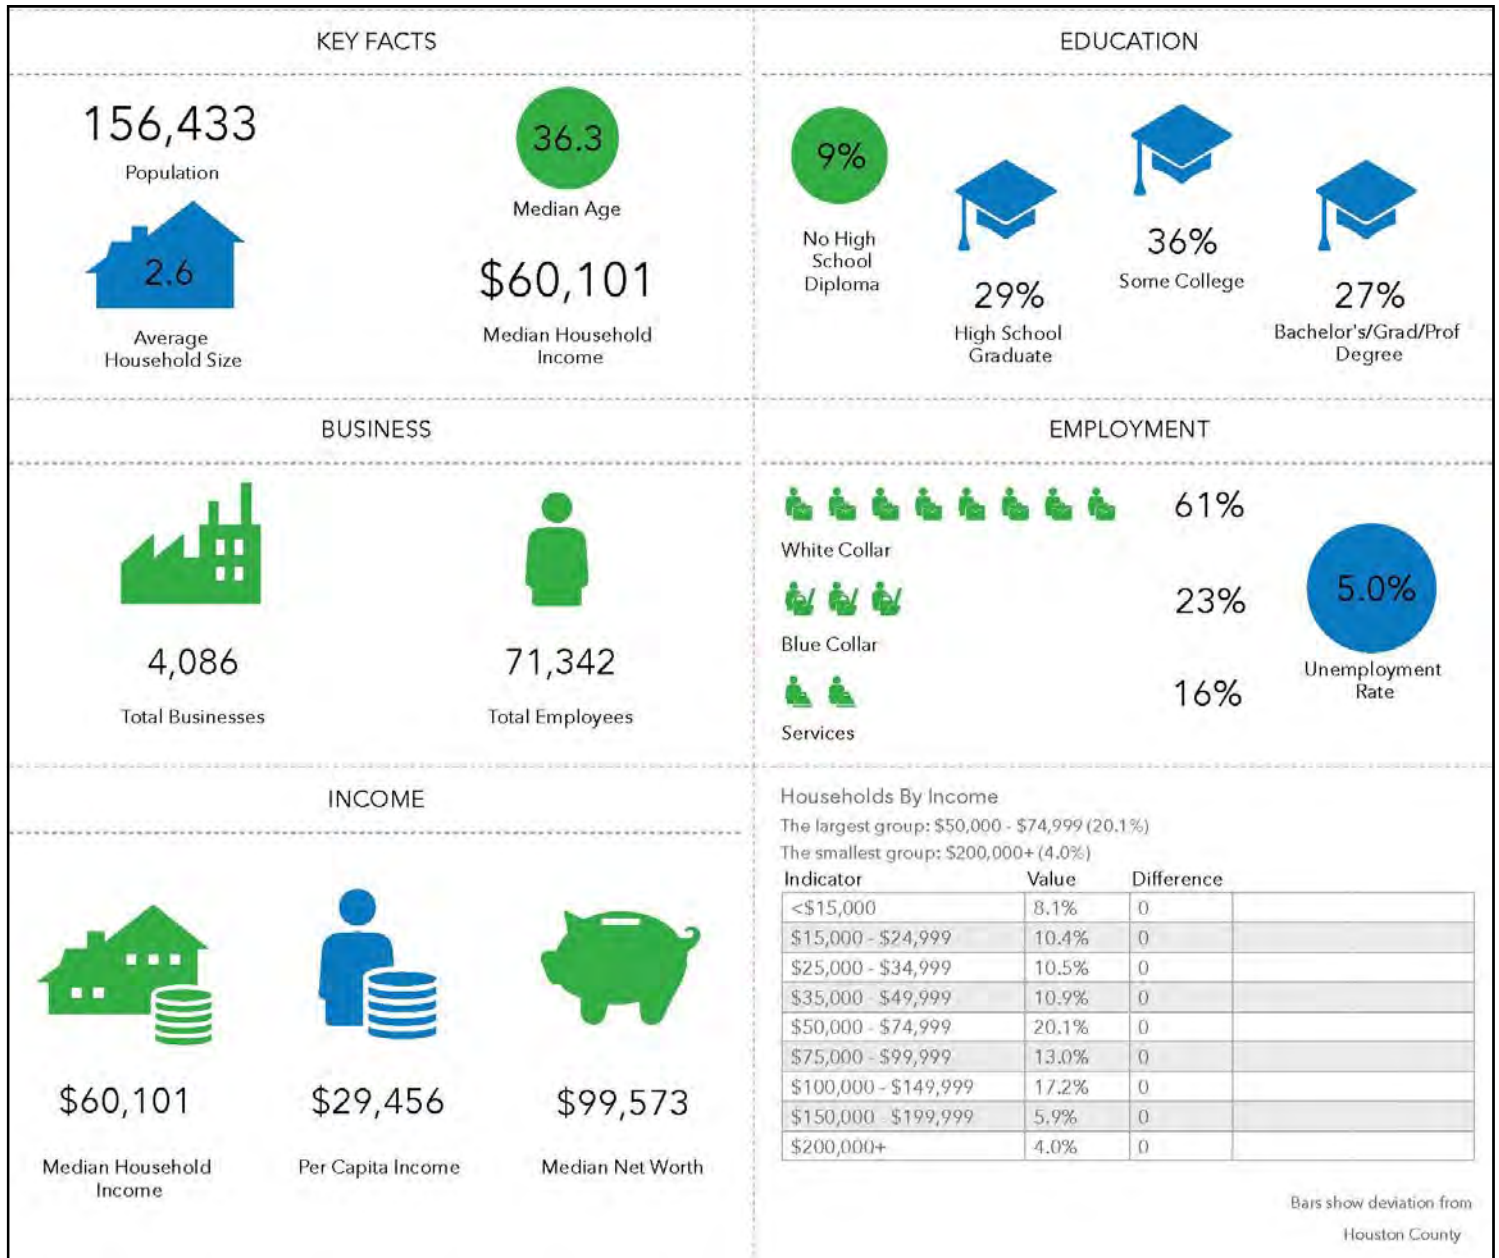 KEY FACTS
156,433
Population
36.3
Median Age
2.6
Average
Household Size
$60,101
Median Household
Income
EDUCATION
9%
No High
School
Diploma
29%
High School
Graduate
36%
Some College
27%
Bachelor's/Grad/Prof
Degree
BUSINESS
4,086
Total Businesses
71,342
Total Employees
EMPLOYMENT
61%
White Collar
23%
Blue Collar
16%
Services
5.0%
Unemployment
Rate
INCOME
$60,101
Median Household
Income
$29,456
Per Capita Income
$99,573
Median Net Worth
Households By Income
The largest group: $50,000 - $74,999 (20.1%)
The smallest group: $200,000+ (4.0%)
Indicator Value Difference
<$15,000 8.1% 0
$15,000 - $24,999 10.4% 0
$25,000 - $34,999 10.5% 0
$35,000 - $49,999 10.9% 0
$50,000 - $74,999 20.1% 0
$75,000 - $99,999 13.0% 0
$100,000 - $149,999 17.2% 0
$150,000 - $199,999 5.9% 0
$200,000+ 4.0% 0
Bars show deviation from
Houston County